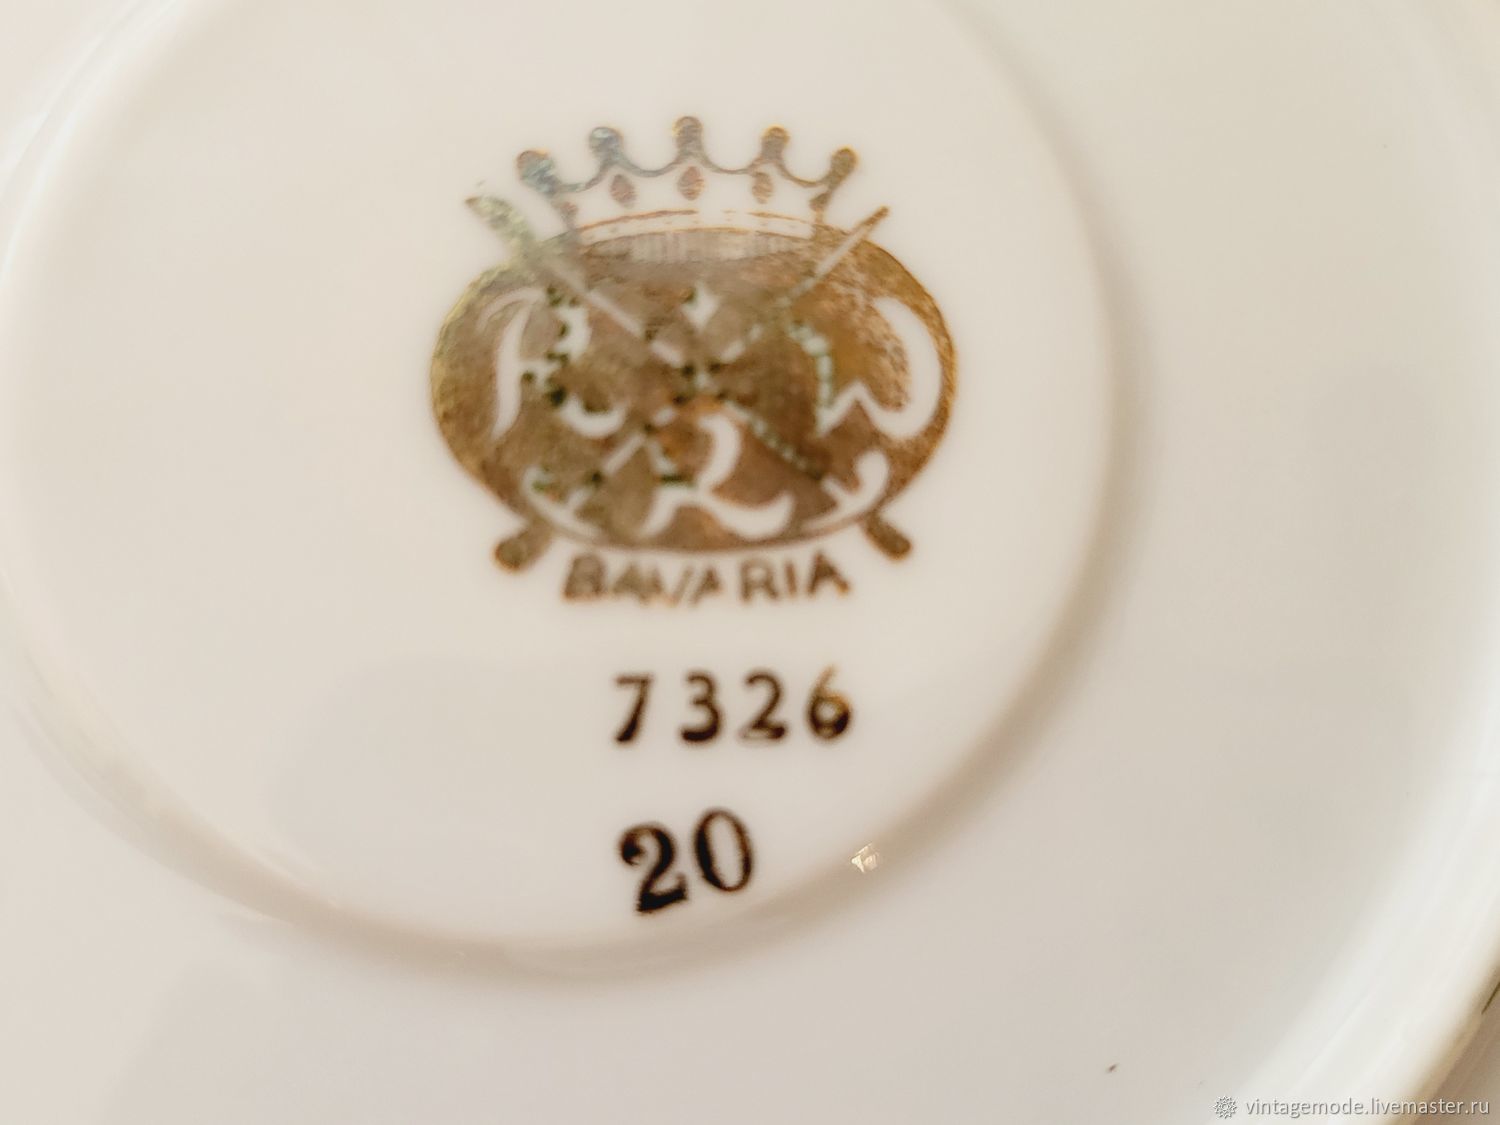 R W
R
BAVARIA
7326
20
vintagemode.livemaster.ru